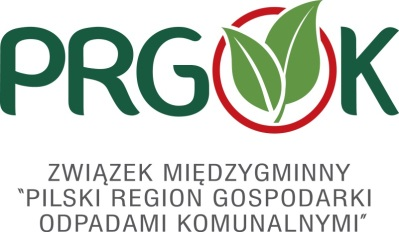 PRGOK
ZWIĄZEK MIĘDZYGMINNY
"PILSKI REGION GOSPODARKI
ODPADAMI KOMUNALNYMI"